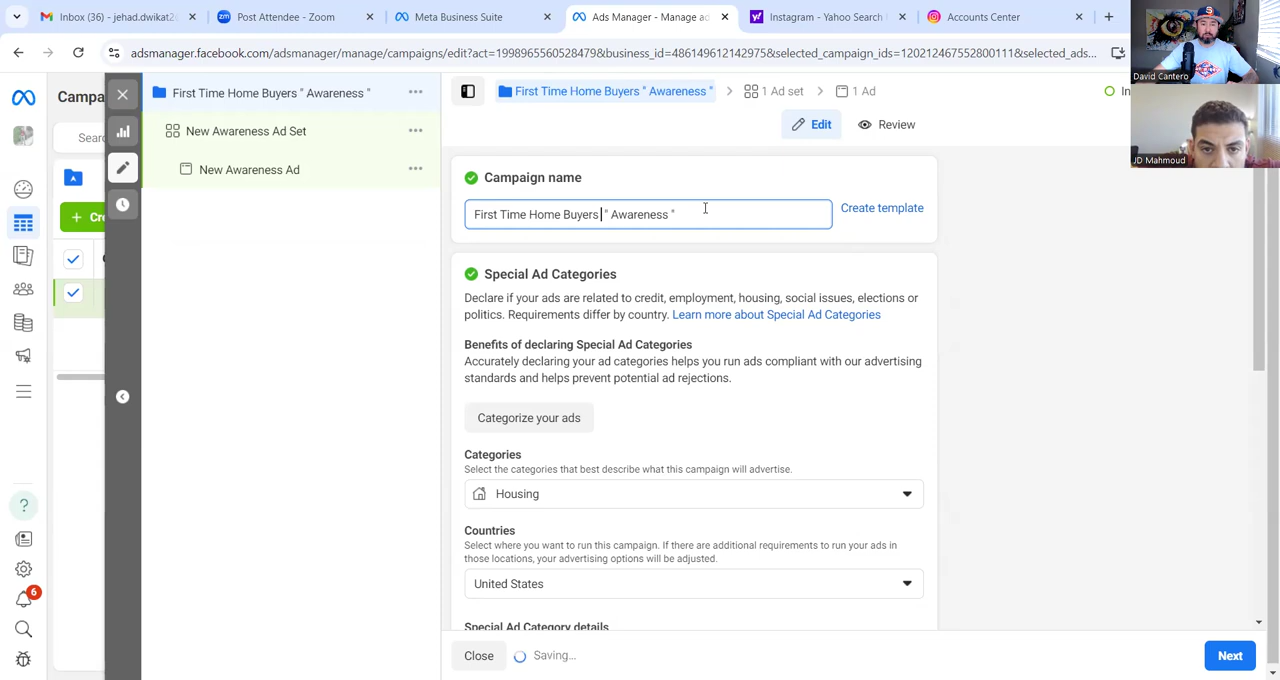 Inbox (16) - jehad.dwikat2
Post Attendee - Zoom
Meta Bus
Ads Manager - Manage ad
Instagram - Yahoo Search
Accounts Center
adsmanager.facebook.com/adsmanager/manage/campaigns/
798&business_id=486149612142975&selected_campaign_ids=120212467552800111&selected_ads...
David Cantero
JD Mahmoud
Campa
First Time Home Buyers " Awareness "
First Time Home Buyers " Awareness "
1 Ad set
1 Ad
In
Sear
New Awareness Ad Set
Edit
Review
New Awareness Ad
Campaign name
Cre
First Time Home Buyers " Awareness "
Create template
Special Ad Categories
Declare if your ads are related to credit, employment, housing, social issues, elections or
politics. Requirements differ by country. Learn more about Special Ad Categories
Benefits of declaring Special Ad Categories
Accurately declaring your ad categories helps you run ads compliant with our advertising
standards and helps prevent potential ad rejections.
Categorize your ads
Categories
Select the categories that best describe what this campaign will advertise.
Housing
Countries
Select where you want to run this campaign. If there are additional requirements to run your ads in
those locations, your advertising options will be adjusted.
United States
6
Special Ad Category details
Close
Saving...
Next